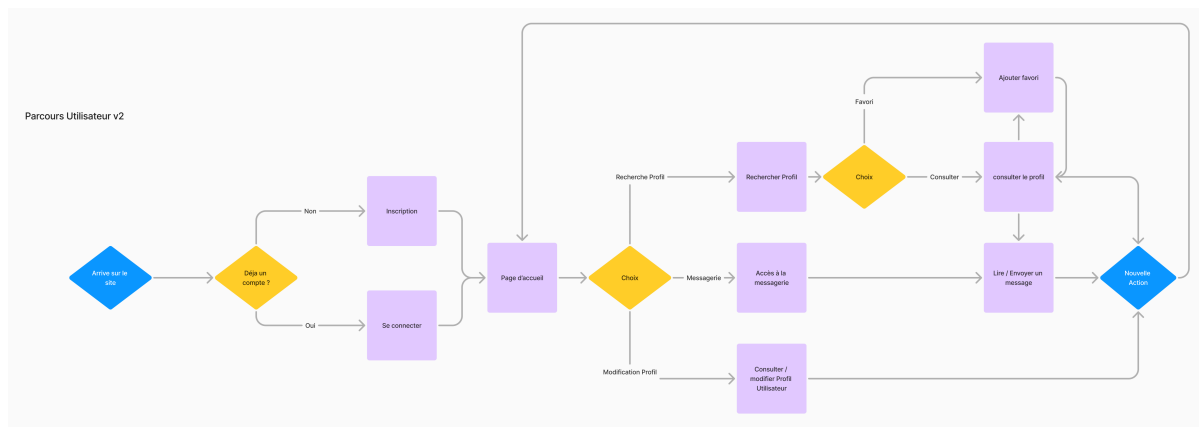 Parcours Utilisateur v2
Arrive sur le
site
Déja un
compte ?
Non
Oui
Inscription
Se connecter
Page d'accueil
Choix
Recherche Profil
Messagerie
Modification Profil
Rechercher Profil
Accès à la
messagerie
Consulter /
modifier Profil
Utilisateur
Choix
Favori
Consulter
Ajouter favori
consulter le profil
Lire / Envoyer un
message
Nouvelle
Action